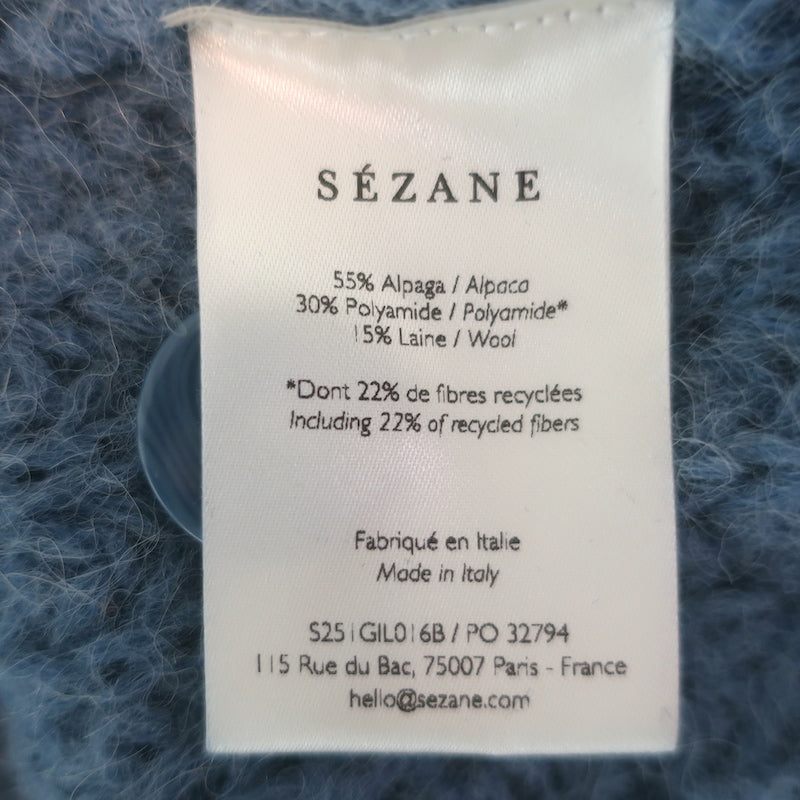 SÉZANE
55% Alpaga / Alpaca
30% Polyamide / Polyamide*
15% Laine / Wool
*Dont 22% de fibres recyclées
Including 22% of recycled fibers
Fabriqué en Italie
Made in Italy
S251GIL016B / PO 32794
115 Rue du Bac, 75007 Paris - France
hello@sezane.com